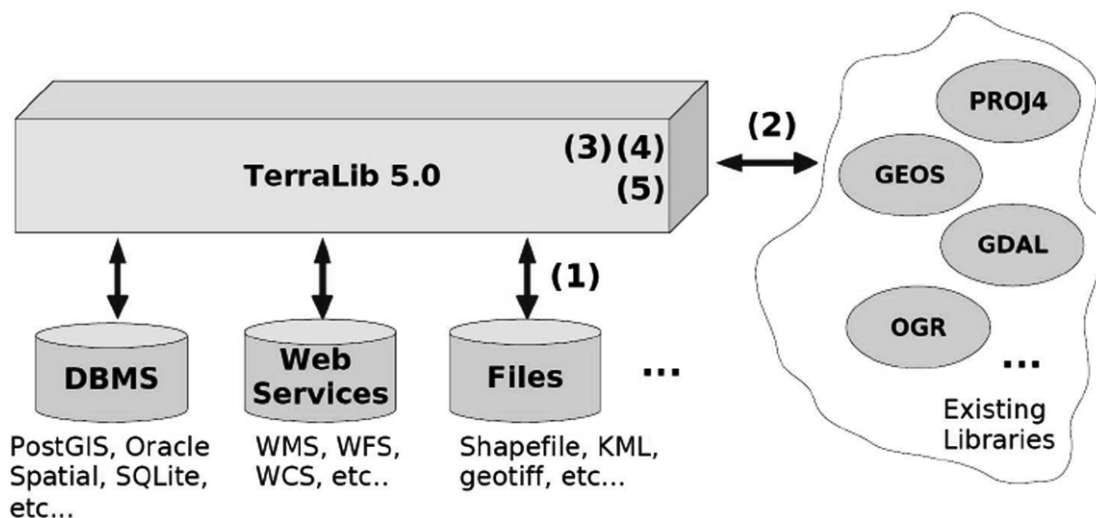 TerraLib 5.0
(3)(4)
(5)
(2)
PROJ4
GEOS
GDAL
OGR
...
Existing
Libraries
(1)
DBMS
Web
Services
Files
...
PostGIS, Oracle
Spatial, SQLite,
etc...
WMS, WFS,
WCS, etc..
Shapefile, KML,
geotiff, etc...